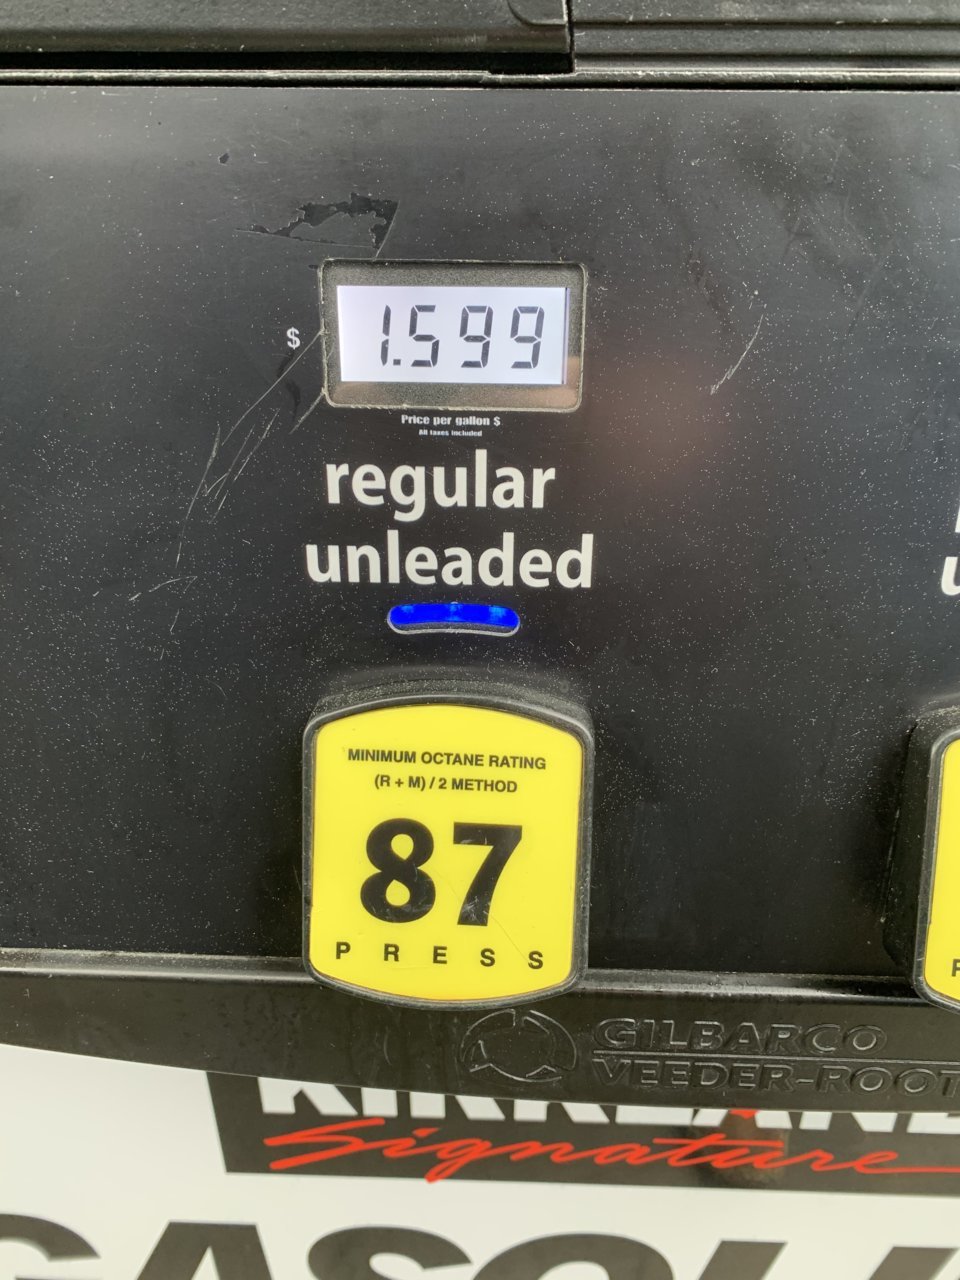 $ 1.599
Price per gallon $
All taxes included
regular
unleaded
MINIMUM OCTANE RATING
(R + M) / 2 METHOD
87
PRESS
GILBARCO
VEEDER-ROOT
KIRKLAND
Signature